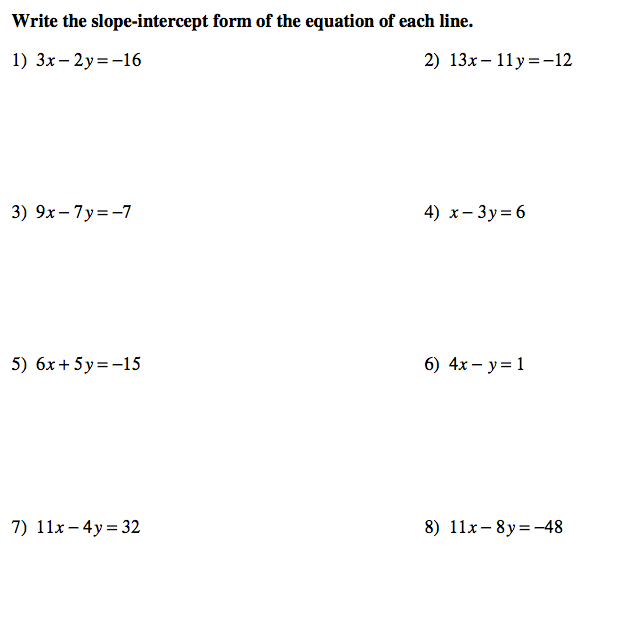 Write the slope-intercept form of the equation of each line.
1) 3x – 2y = –16
2) 13x – 11y = –12
3) 9x – 7y = –7
4) x – 3y = 6
5) 6x + 5y = –15
6) 4x – y = 1
7) 11x – 4y = 32
8) 11x – 8y = –48